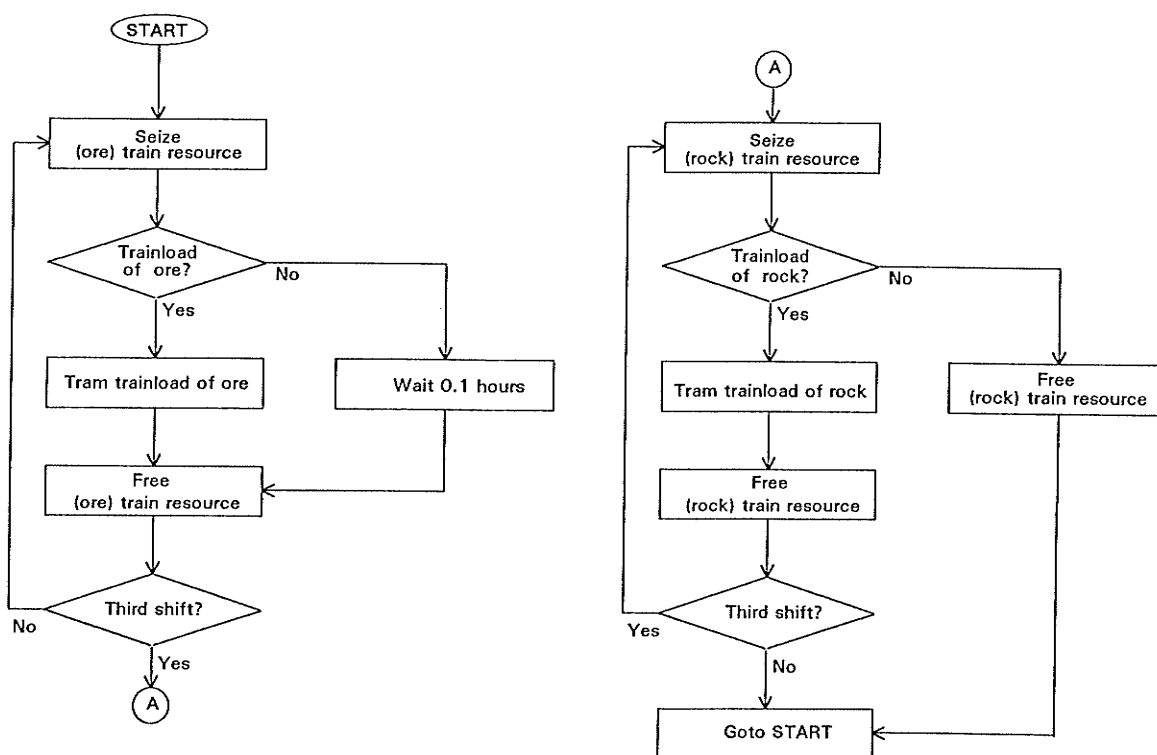 START
Seize
(ore) train resource
Trainload
of ore?
No
Yes
Tram trainload of ore
Wait 0.1 hours
Free
(ore) train resource
Third shift?
No
Yes
A
A
Seize
(rock) train resource
Trainload
of rock?
No
Yes
Tram trainload of rock
Free
(rock) train resource
Free
(rock) train resource
Third shift?
Yes
No
Goto START